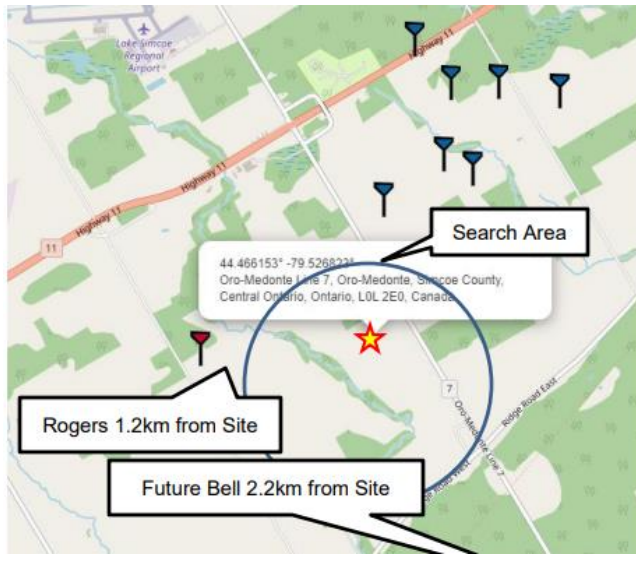 Lake Simcoe
Regional
Airport
Highway 11
Highway 11
Highway 11
11
Search Area
44.466153° -79.526823°
Oro-Medonte Line 7, Oro-Medonte, Simcoe County,
Central Ontario, Ontario, L0L 2E0, Canada
7
Oro-Medonte Line 7
Ridge Road East
Rogers 1.2km from Site
Future Bell 2.2km from Site
Road West